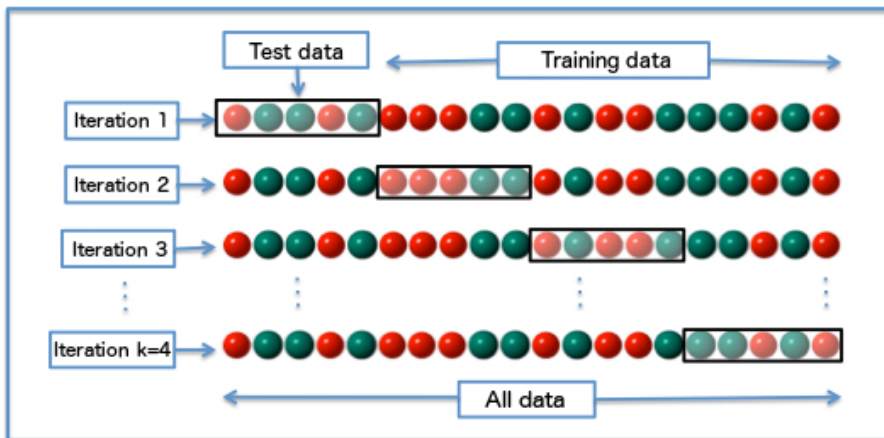 Test data
Training data
Iteration 1
Iteration 2
Iteration 3
Iteration k=4
All data